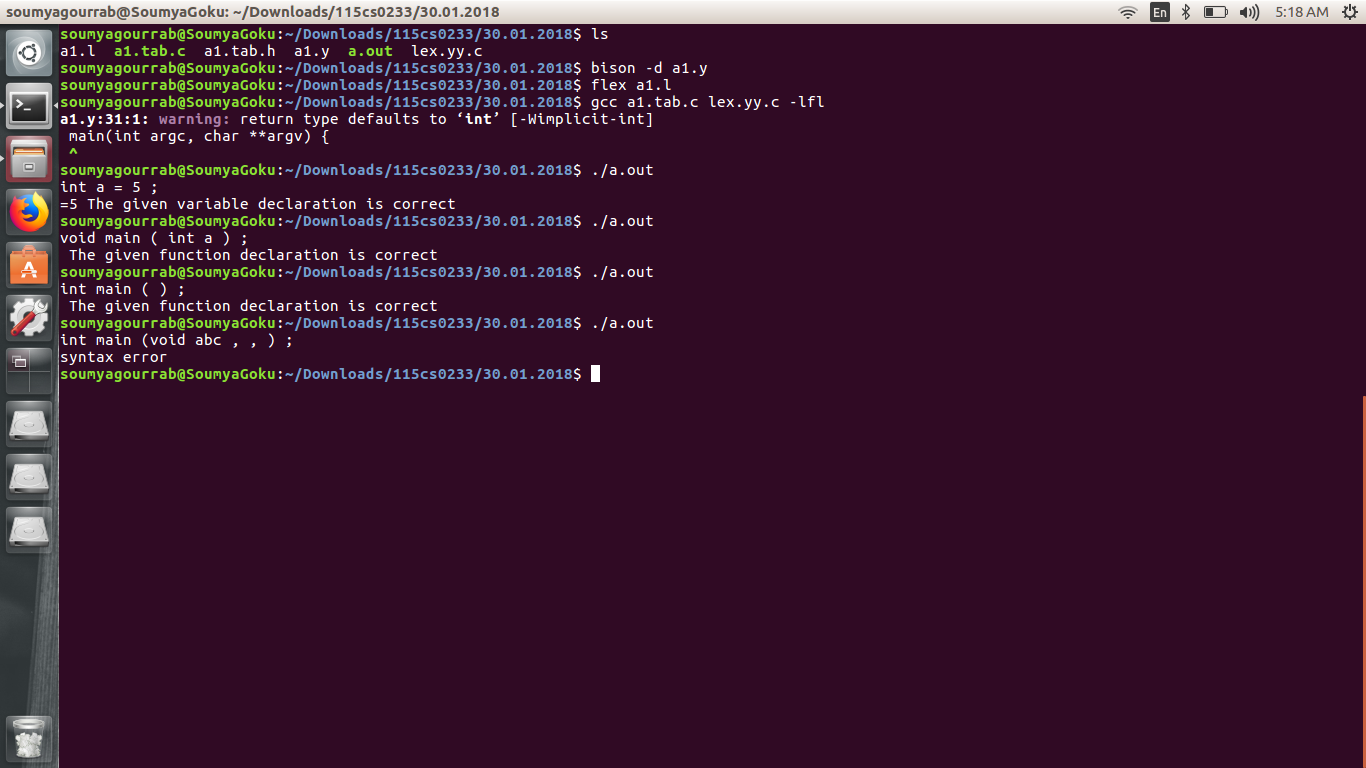 soumyagourrab@SoumyaGoku: ~/Downloads/115cs0233/30.01.2018 En 5:18 AM
soumyagourrab@SoumyaGoku:~/Downloads/115cs0233/30.01.2018$ ls
a1.l a1.tab.c a1.tab.h a1.y a.out lex.yy.c
soumyagourrab@SoumyaGoku:~/Downloads/115cs0233/30.01.2018$ bison -d a1.y
soumyagourrab@SoumyaGoku:~/Downloads/115cs0233/30.01.2018$ flex a1.l
soumyagourrab@SoumyaGoku:~/Downloads/115cs0233/30.01.2018$ gcc a1.tab.c lex.yy.c -lfl
a1.y:31:1: warning: return type defaults to ‘int’ [-Wimplicit-int]
main(int argc, char **argv) {
^
soumyagourrab@SoumyaGoku:~/Downloads/115cs0233/30.01.2018$ ./a.out
int a = 5 ;
=5 The given variable declaration is correct
soumyagourrab@SoumyaGoku:~/Downloads/115cs0233/30.01.2018$ ./a.out
void main ( int a ) ;
The given function declaration is correct
soumyagourrab@SoumyaGoku:~/Downloads/115cs0233/30.01.2018$ ./a.out
int main ( ) ;
The given function declaration is correct
soumyagourrab@SoumyaGoku:~/Downloads/115cs0233/30.01.2018$ ./a.out
int main (void abc , , ) ;
syntax error
soumyagourrab@SoumyaGoku:~/Downloads/115cs0233/30.01.2018$